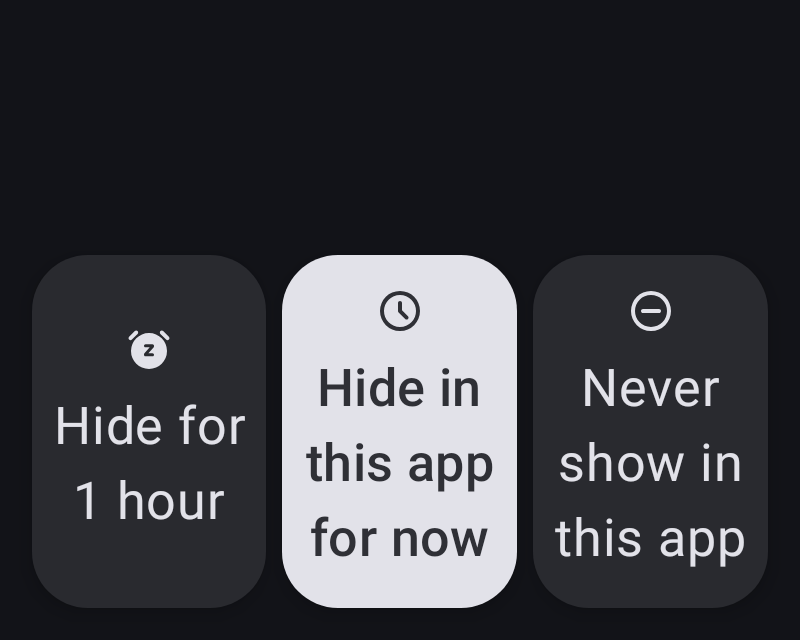 Hide for
1 hour
Hide in
this app
for now
Never
show in
this app